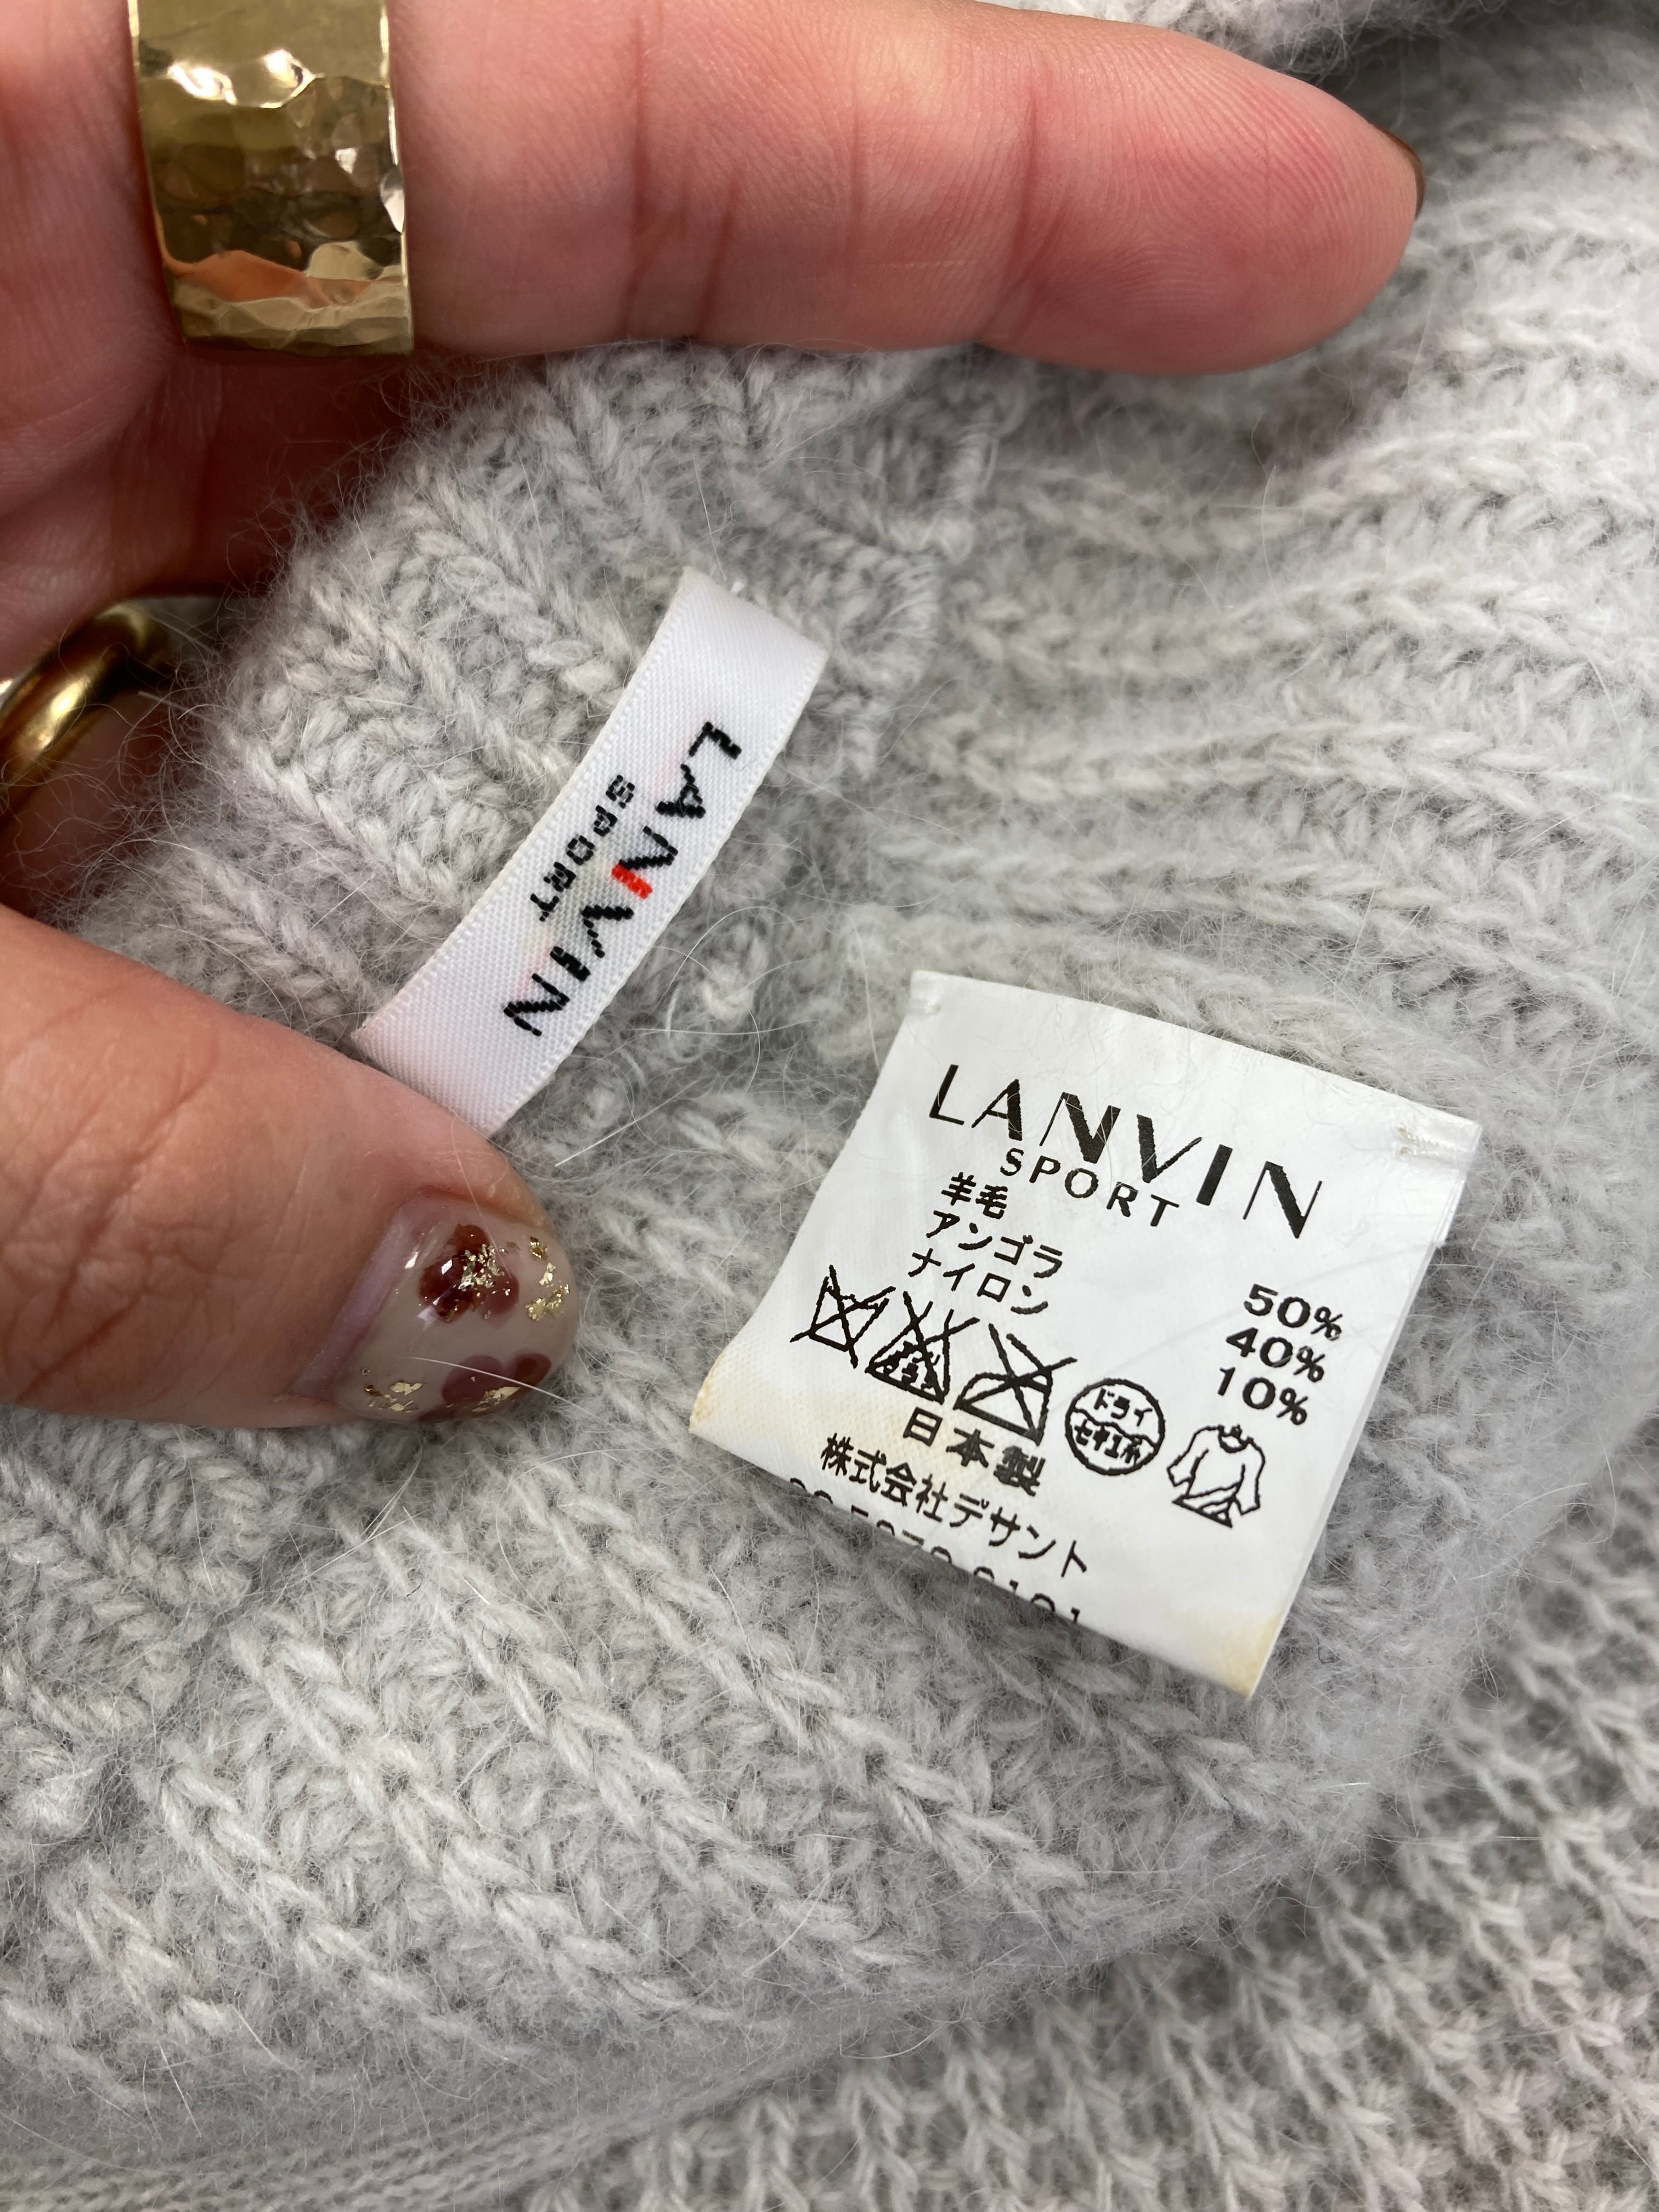 LANVIN
SPORT
LANVIN
SPORT
羊毛 50%
アンゴラ 40%
ナイロン 10%
ドライ
セキユ系
日本製
株式会社デサント